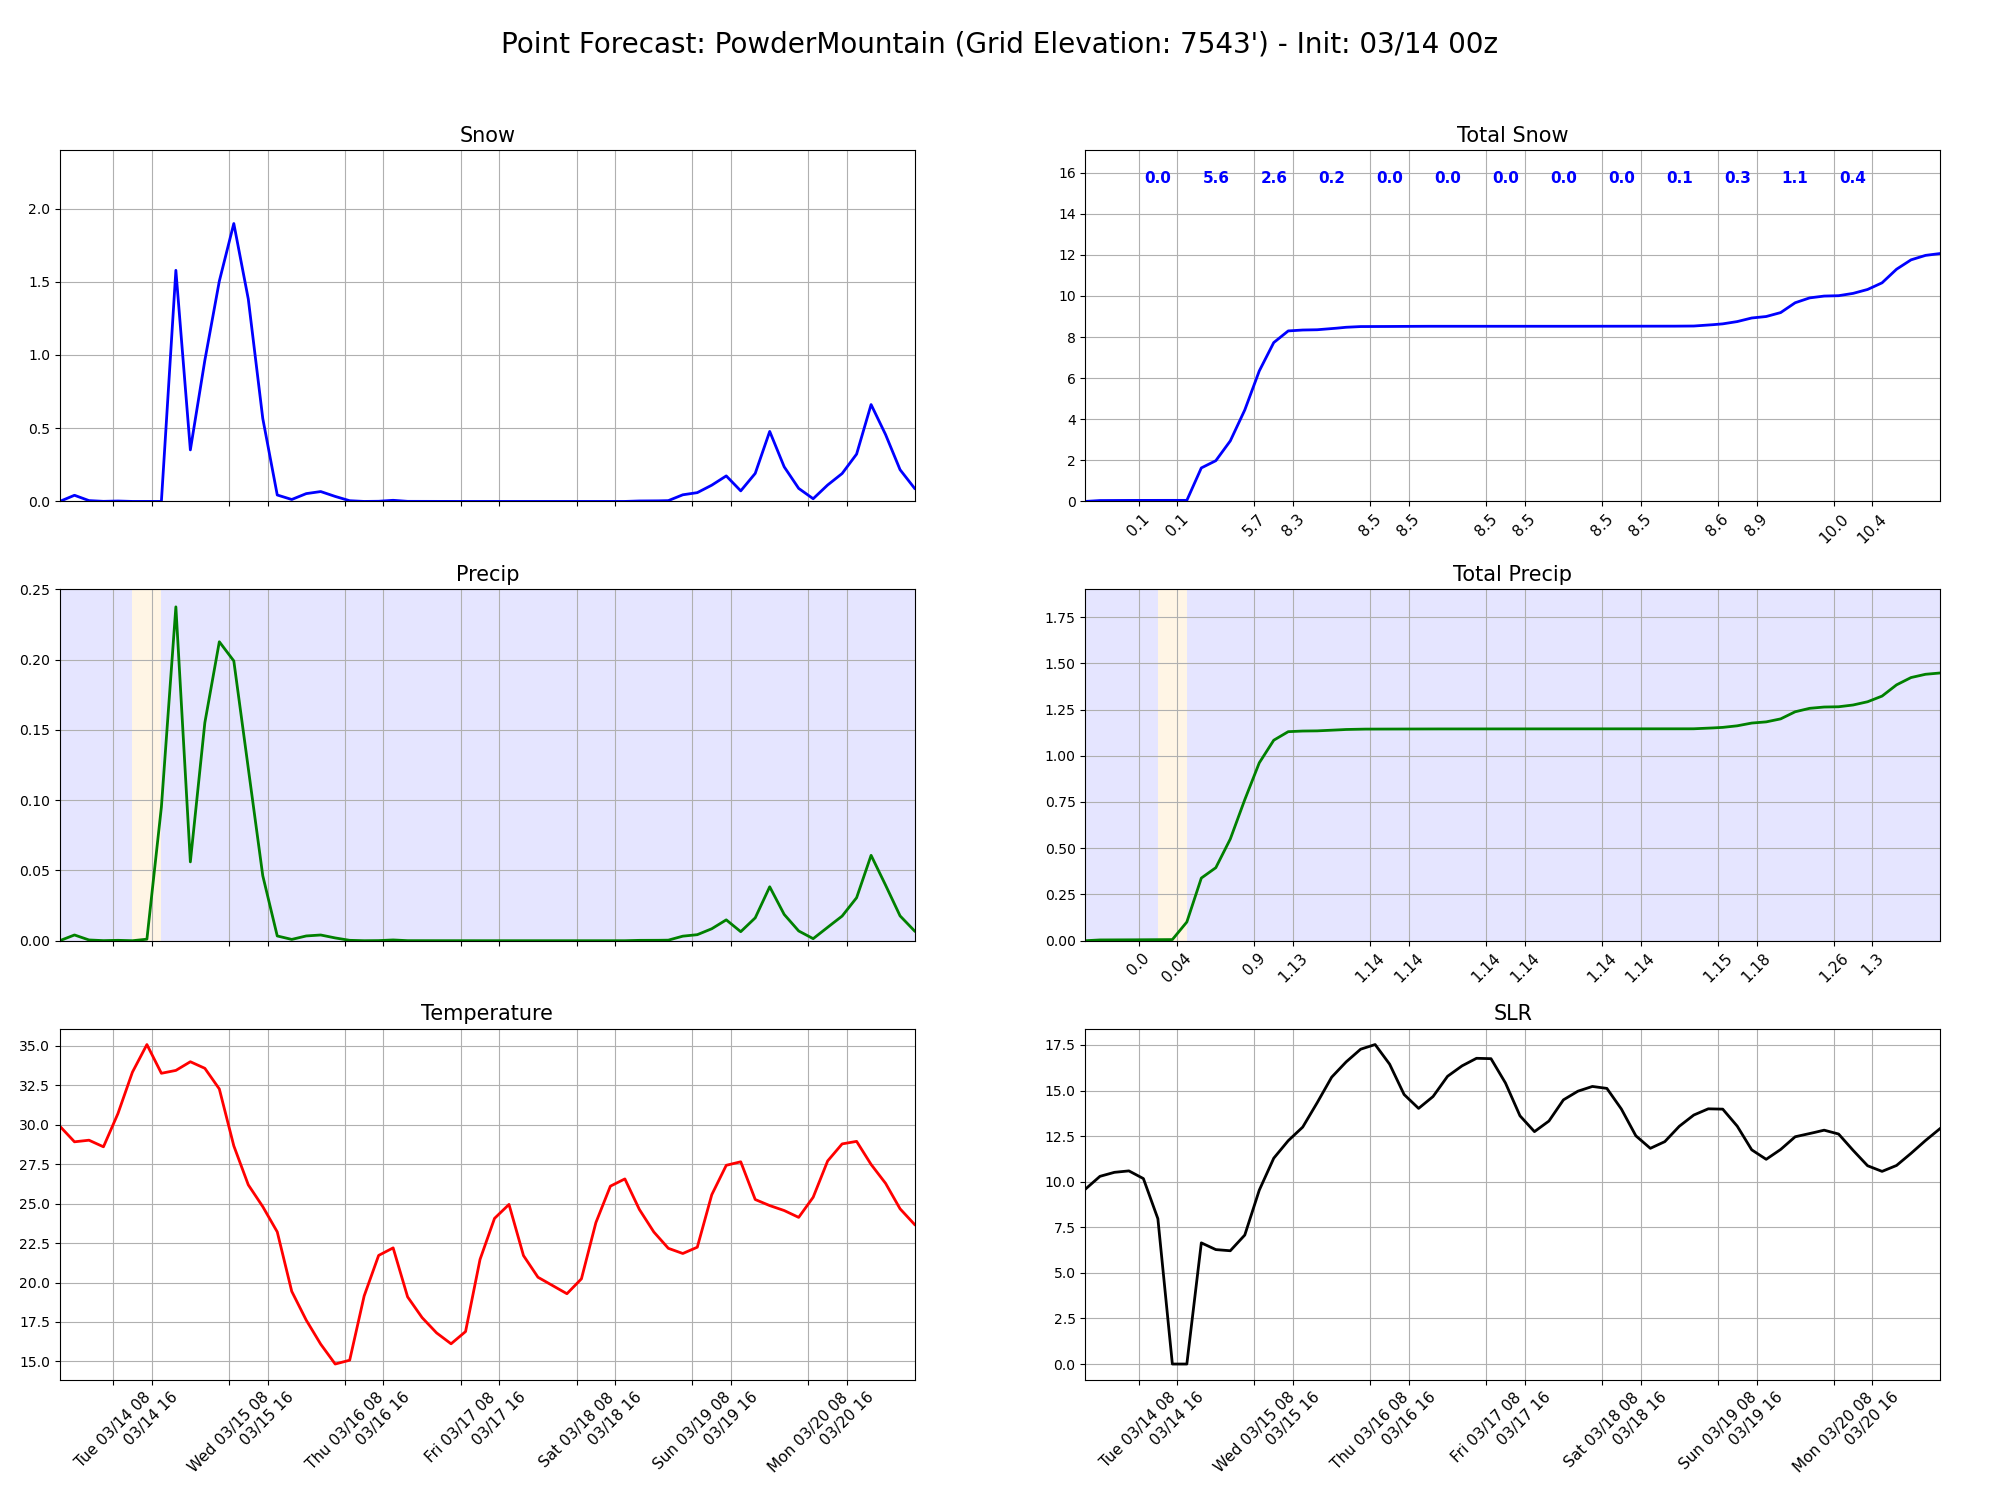 Point Forecast: PowderMountain (Grid Elevation: 7543') - Init: 03/14 00z
Snow
2.0
1.5
1.0
0.5
0.0
Total Snow
16
14
12
10
8
6
4
2
0
0.0 5.6 2.6 0.2 0.0 0.0 0.0 0.0 0.0 0.1 0.3 1.1 0.4
0.1 0.1 5.7 8.3 8.5 8.5 8.5 8.5 8.5 8.5 8.6 8.9 10.0 10.4
Precip
0.25
0.20
0.15
0.10
0.05
0.00
Total Precip
1.75
1.50
1.25
1.00
0.75
0.50
0.25
0.00
0.0 0.04 0.9 1.13 1.14 1.14 1.14 1.14 1.14 1.14 1.15 1.18 1.26 1.3
Temperature
35.0
32.5
30.0
27.5
25.0
22.5
20.0
17.5
15.0
Tue 03/14 08
03/14 16
Wed 03/15 08
03/15 16
Thu 03/16 08
03/16 16
Fri 03/17 08
03/17 16
Sat 03/18 08
03/18 16
Sun 03/19 08
03/19 16
Mon 03/20 08
03/20 16
SLR
17.5
15.0
12.5
10.0
7.5
5.0
2.5
0.0
Tue 03/14 08
03/14 16
Wed 03/15 08
03/15 16
Thu 03/16 08
03/16 16
Fri 03/17 08
03/17 16
Sat 03/18 08
03/18 16
Sun 03/19 08
03/19 16
Mon 03/20 08
03/20 16